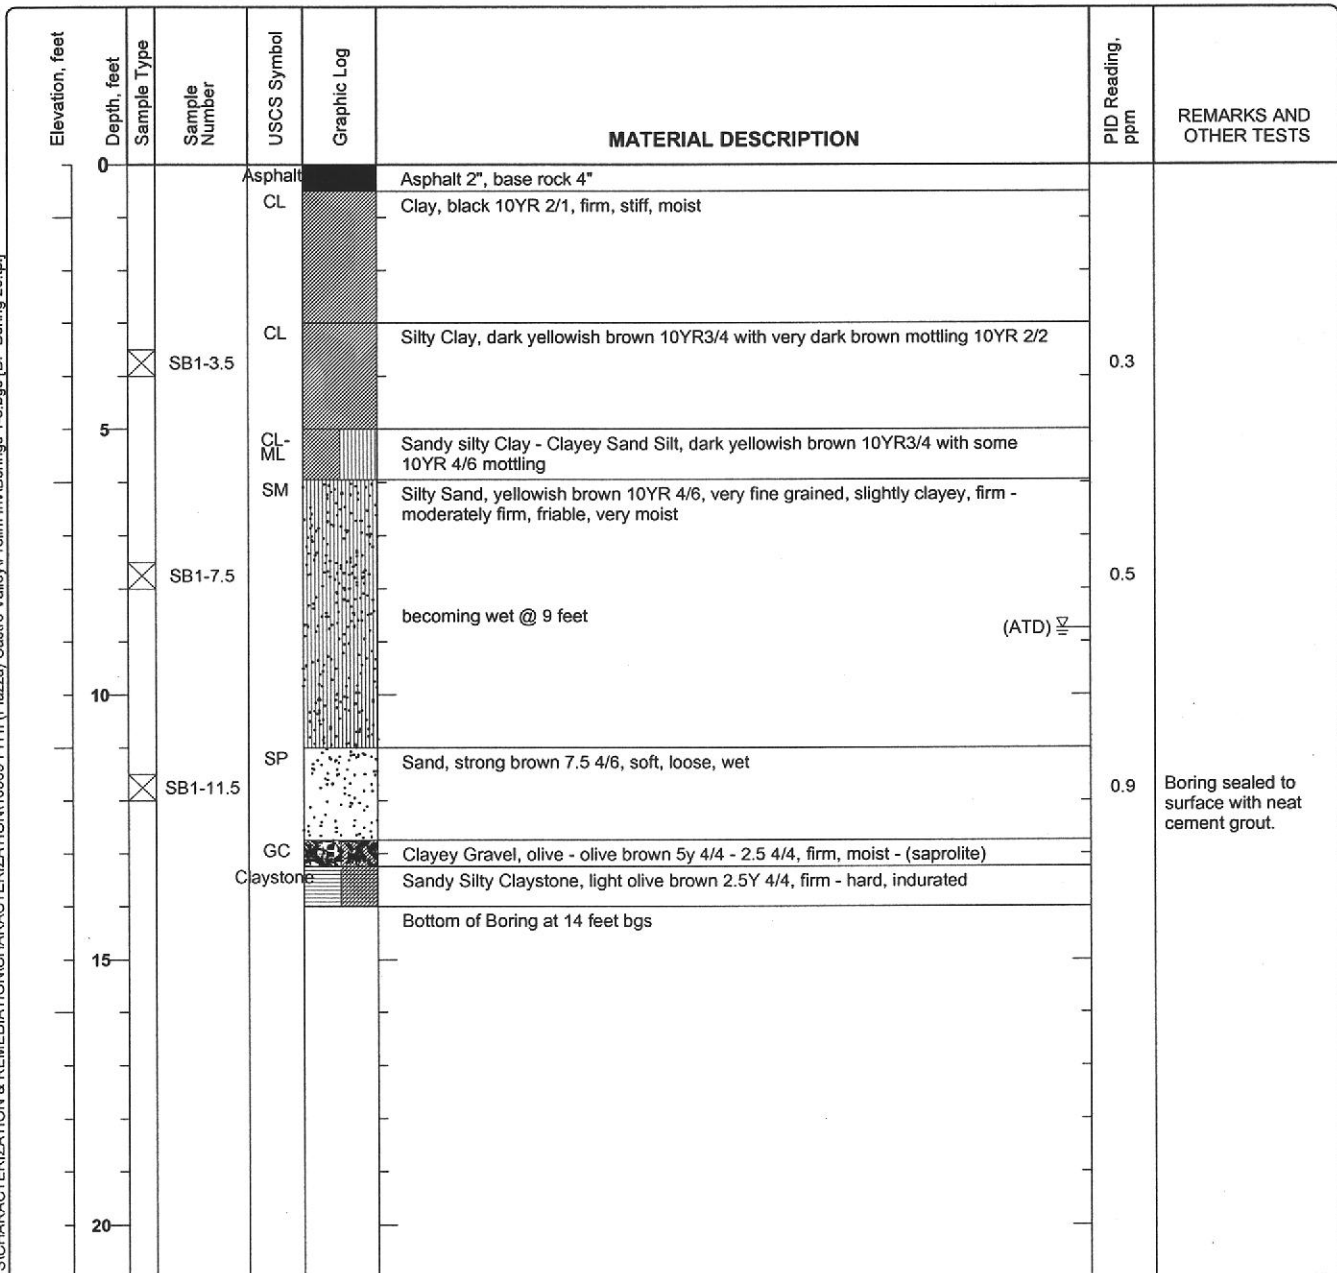 Elevation, feet
Depth, feet
Sample Type
Sample
Number
USCS Symbol
Graphic Log
MATERIAL DESCRIPTION
PID Reading,
ppm
REMARKS AND
OTHER TESTS
0
Asphalt
Asphalt 2", base rock 4"
CL
Clay, black 10YR 2/1, firm, stiff, moist
CL
Silty Clay, dark yellowish brown 10YR3/4 with very dark brown mottling 10YR 2/2
SB1-3.5
0.3
5
CL-
ML
Sandy silty Clay - Clayey Sand Silt, dark yellowish brown 10YR3/4 with some
10YR 4/6 mottling
SM
Silty Sand, yellowish brown 10YR 4/6, very fine grained, slightly clayey, firm -
moderately firm, friable, very moist
SB1-7.5
0.5
becoming wet @ 9 feet
(ATD)
10
SP
Sand, strong brown 7.5 4/6, soft, loose, wet
SB1-11.5
0.9
Boring sealed to
surface with neat
cement grout.
GC
Clayey Gravel, olive - olive brown 5y 4/4 - 2.5 4/4, firm, moist - (saprolite)
Claystone
Sandy Silty Claystone, light olive brown 2.5Y 4/4, firm - hard, indurated
Bottom of Boring at 14 feet bgs
15
20
CHARACTERIZATION & REMEDIATION\CHARACTERIZATION